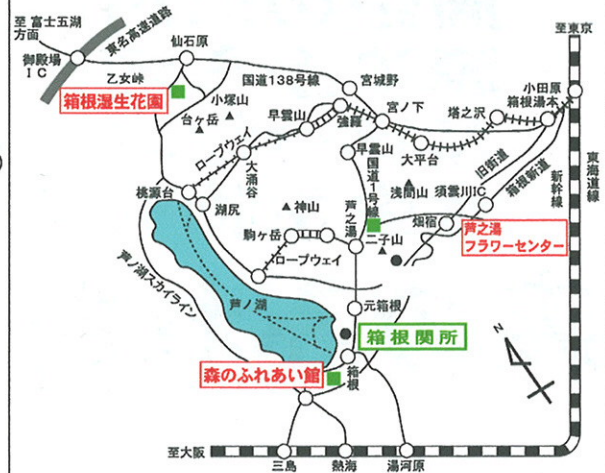 至 富士五湖
方面
東名高速道路
至東京
御殿場
IC
仙石原
乙女峠
国道138号線
宮城野
小田原
箱根湿生花園
小塚山
台ヶ岳
早雲山
強羅
宮ノ下
塔之沢
箱根湯本
ロープウェイ
大涌谷
早雲山
国道1号線
大平台
旧街道
箱根新道
新幹線
東海道線
浅間山
須雲川IC
桃源台
湖尻
神山
芦之湯
畑宿
芦之湯
フラワーセンター
駒ヶ岳
二子山
ロープウェイ
芦ノ湖スカイライン
芦ノ湖
元箱根
箱根関所
森のふれあい館
箱根
N
至大阪
三島
熱海
湯河原